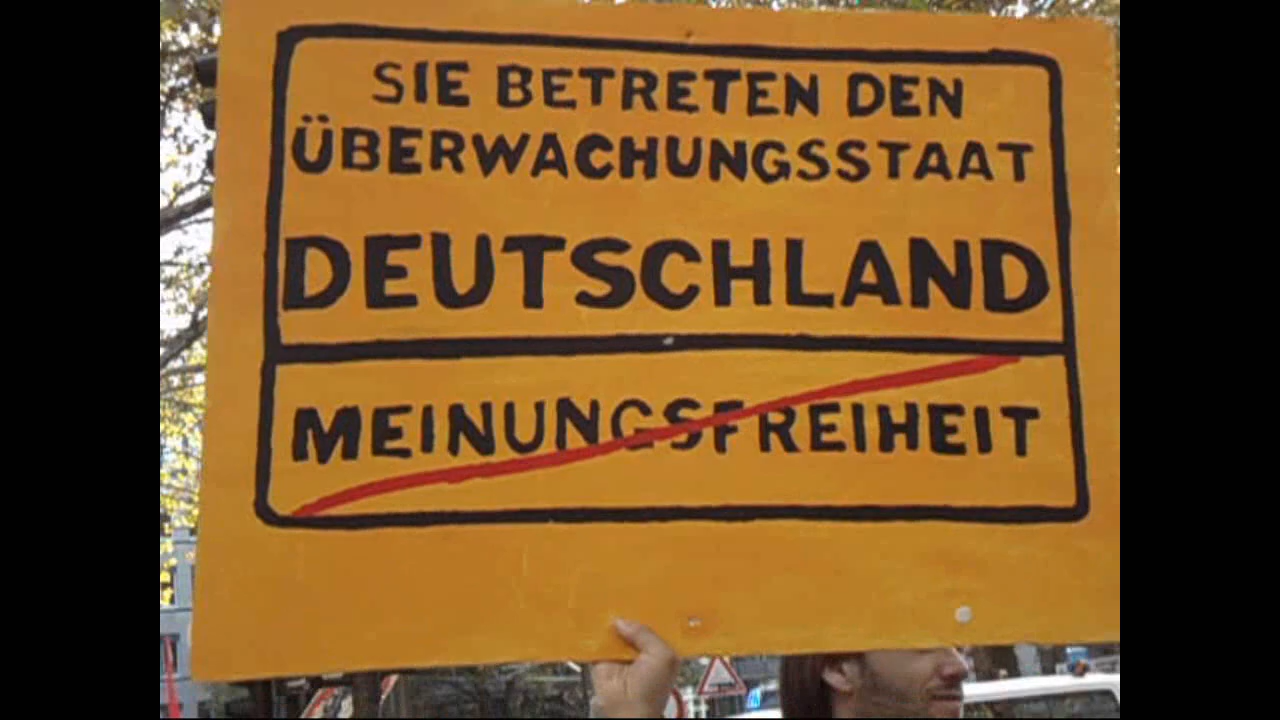 SIE BETRETEN DEN
ÜBERWACHUNGSSTAAT
DEUTSCHLAND
MEINUNGSFREIHEIT